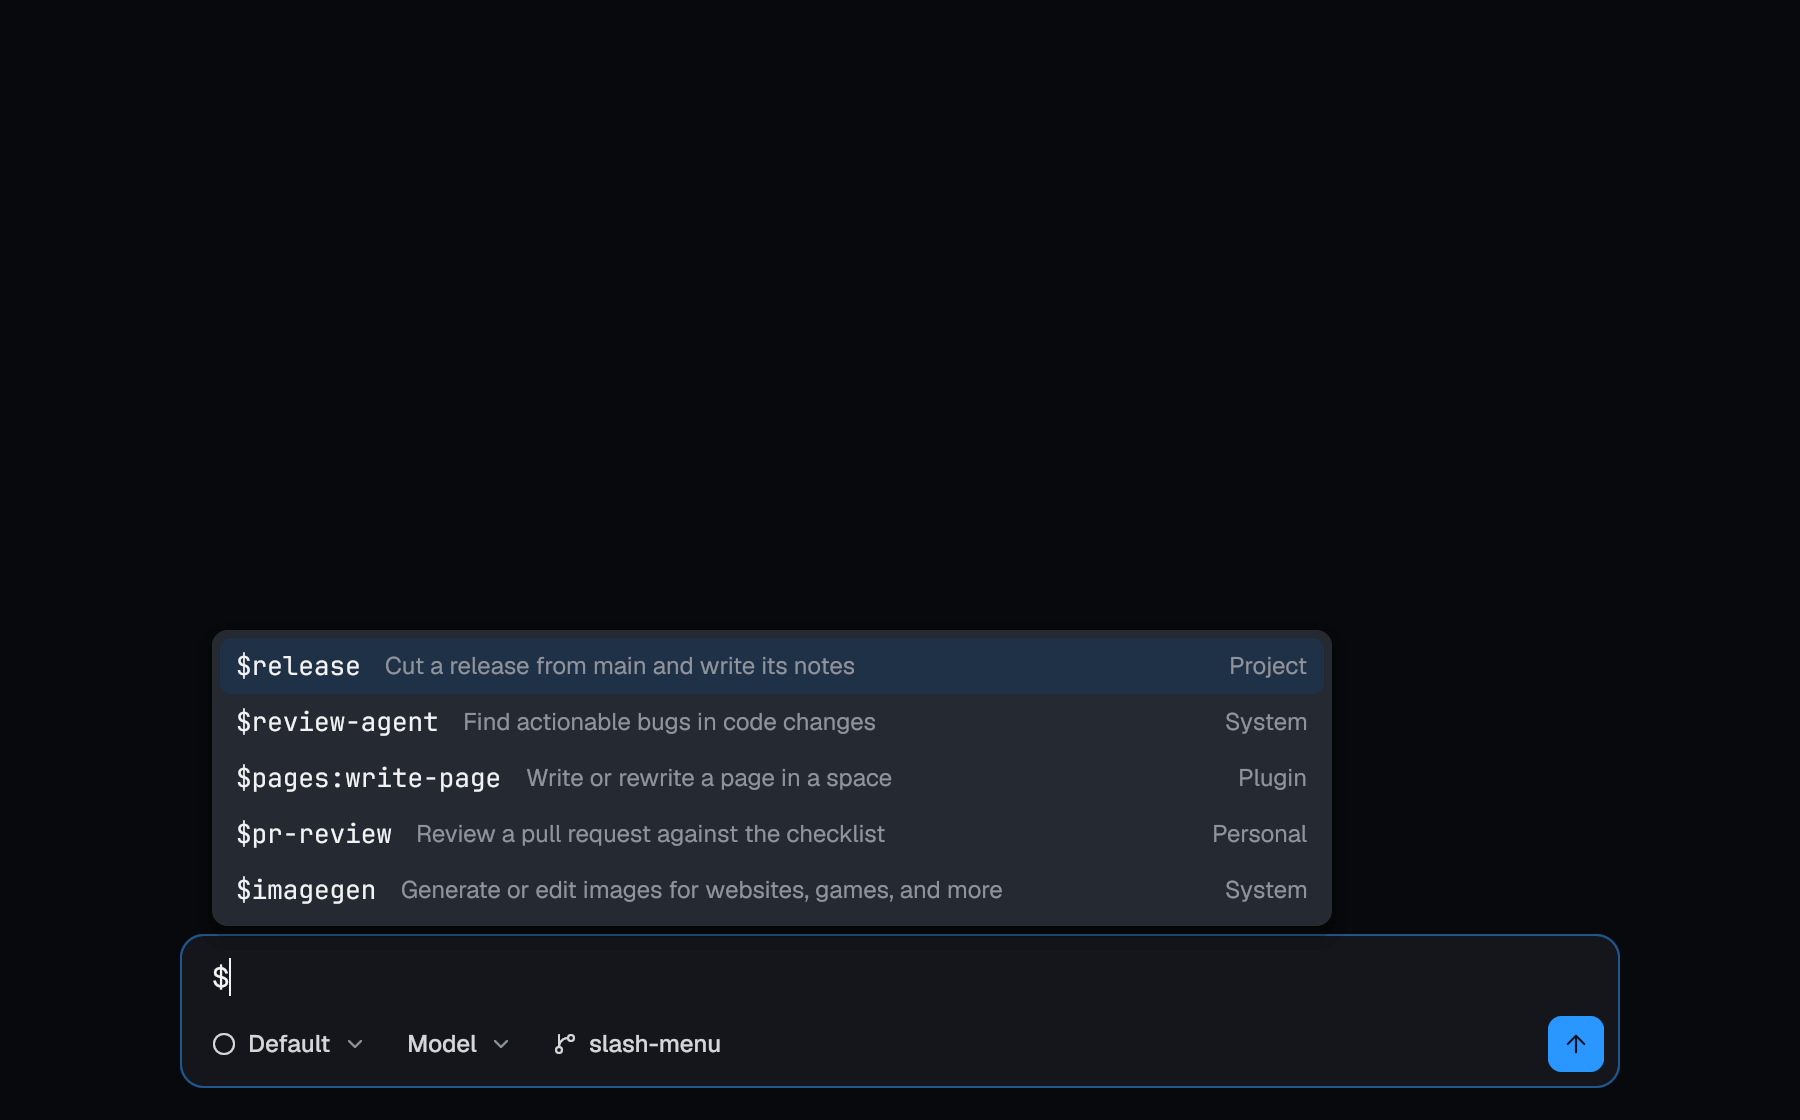 $release Cut a release from main and write its notes Project
$review-agent Find actionable bugs in code changes System
$pages:write-page Write or rewrite a page in a space Plugin
$pr-review Review a pull request against the checklist Personal
$imagegen Generate or edit images for websites, games, and more System
$
Default Model slash-menu